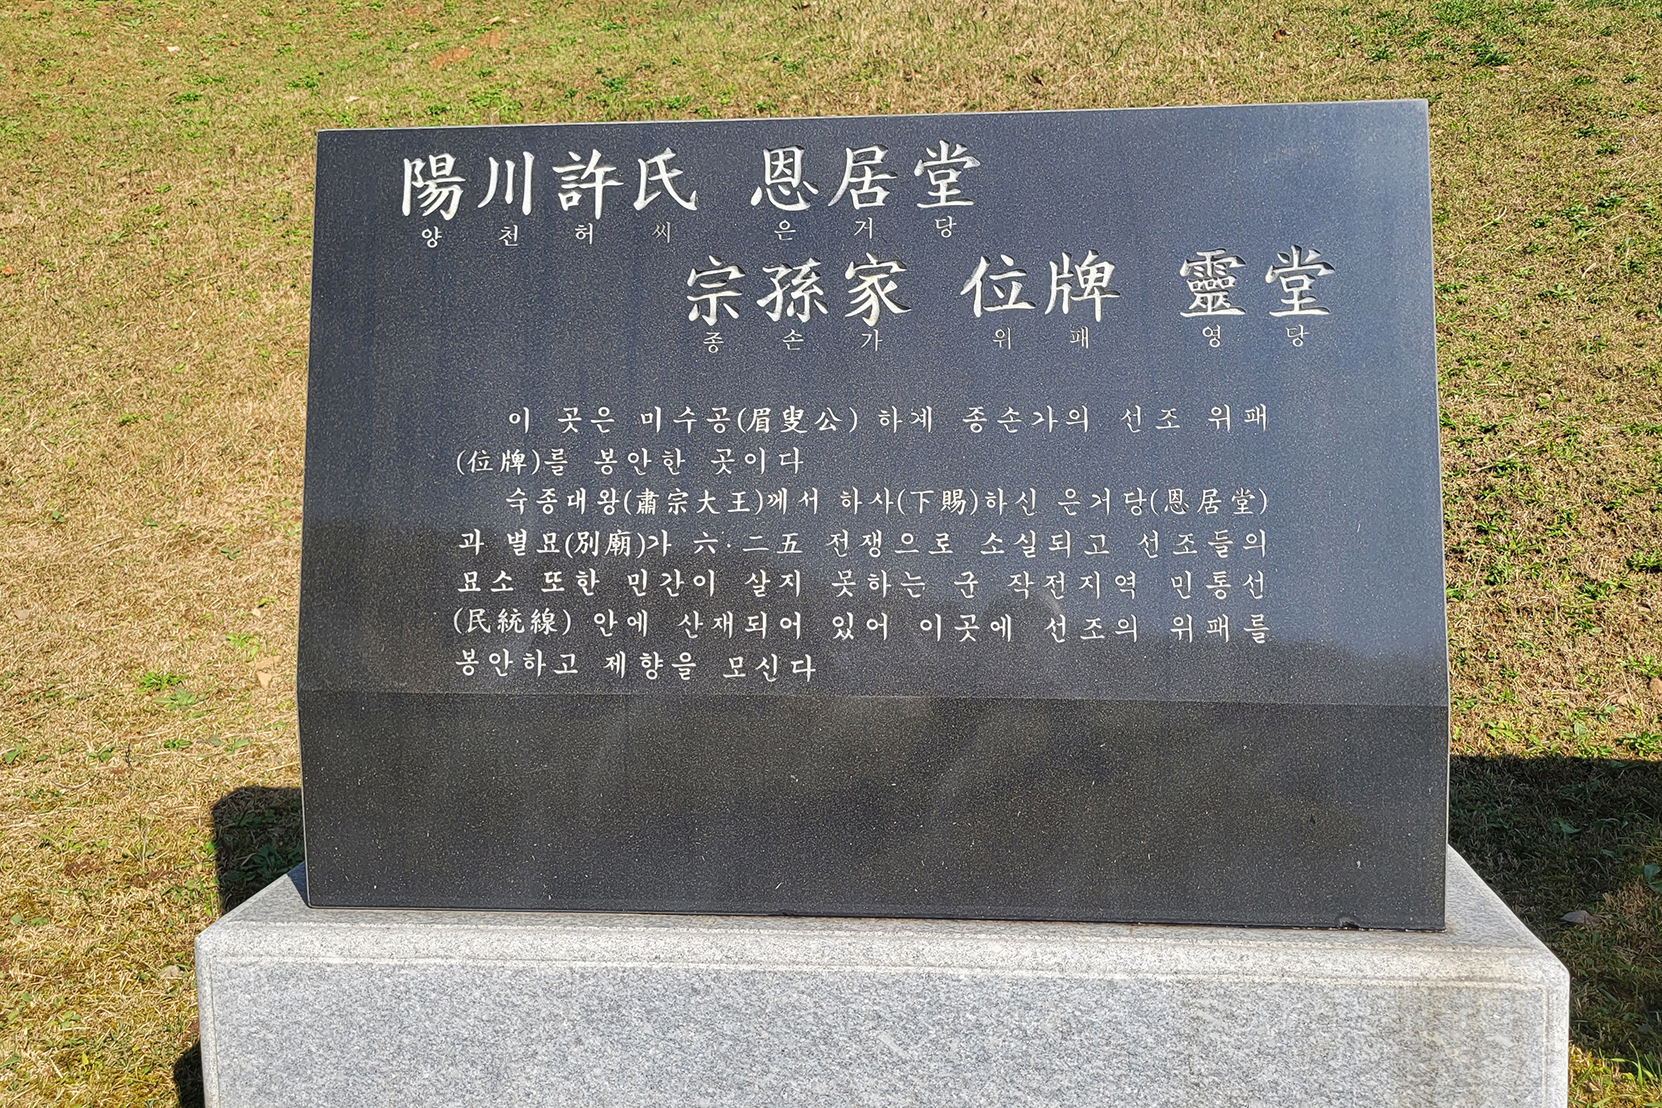 陽川許氏 恩居堂
양천허씨 은거당
宗孫家 位牌 靈堂
종손가 위패 영당
이 곳은 미수공(眉叟公) 하계 종손가의 선조 위패
(位牌)를 봉안한 곳이다
숙종대왕(肅宗大王)께서 하사(下賜)하신 은거당(恩居堂)
과 별묘(別廟)가 六·二五 전쟁으로 소실되고 선조들의
묘소 또한 민간이 살지 못하는 군 작전지역 민통선
(民統線) 안에 산재되어 있어 이곳에 선조의 위패를
봉안하고 제향을 모신다